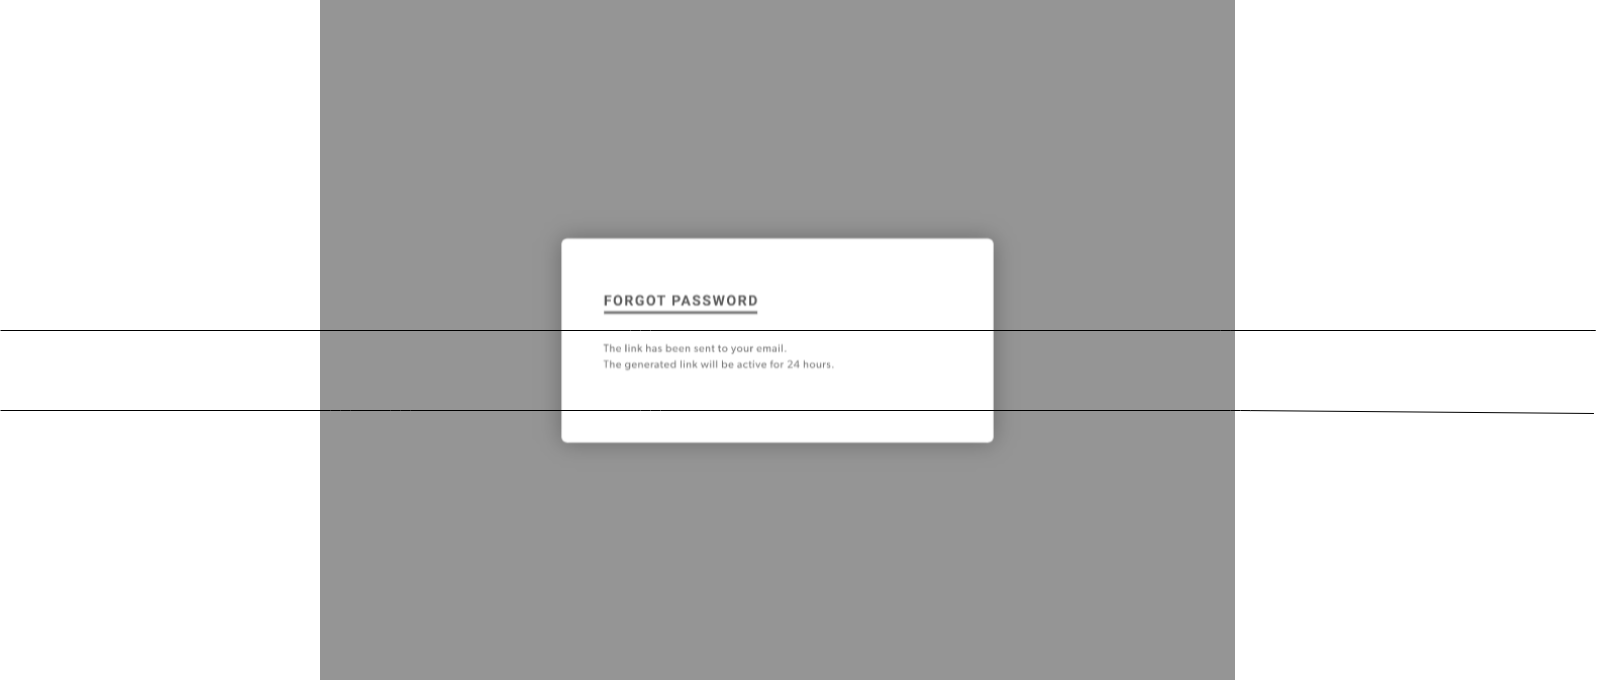 FORGOT PASSWORD
The link has been sent to your email.
The generated link will be active for 24 hours.